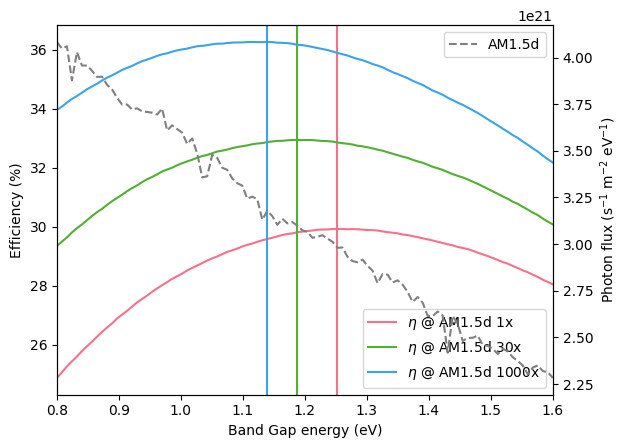 1e21
36
34
32
30
28
26
Efficiency (%)
AM1.5d
4.00
3.75
3.50
3.25
3.00
2.75
2.50
2.25
Photon flux (s⁻¹ m⁻² eV⁻¹)
η @ AM1.5d 1x
η @ AM1.5d 30x
η @ AM1.5d 1000x
0.8 0.9 1.0 1.1 1.2 1.3 1.4 1.5 1.6
Band Gap energy (eV)